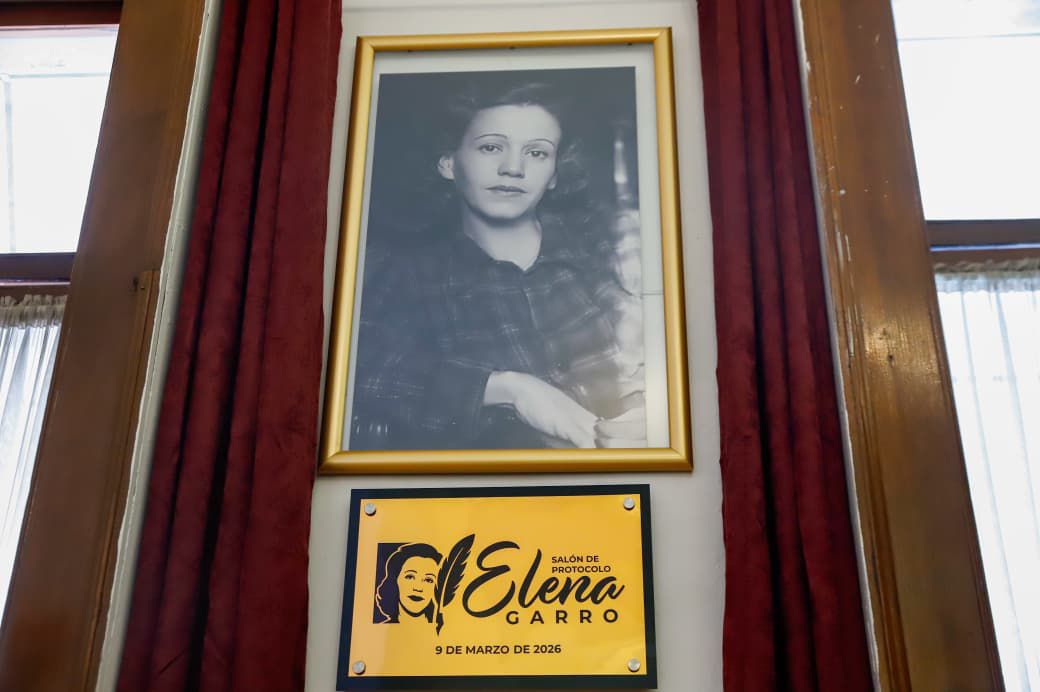 SALÓN DE
PROTOCOLO
Elena
GARRO
9 DE MARZO DE 2026